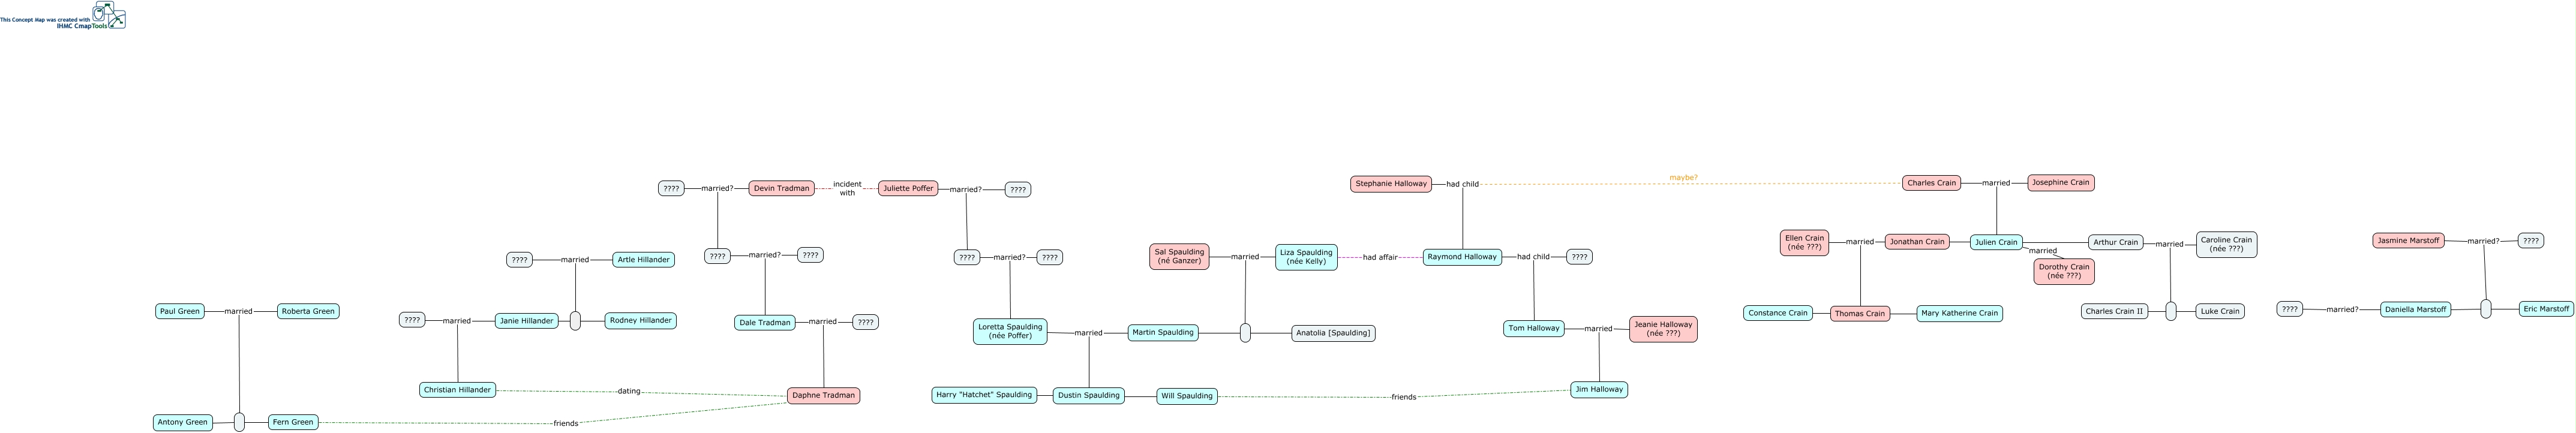 This Concept Map was created with
IHMC CmapTools
maybe?
????
married?
Devin Tradman
incident
with
Juliette Poffer
married?
????
Stephanie Halloway
had child
Charles Crain
married
Josephine Crain
????
married
Artle Hillander
????
married?
????
????
married?
????
Sal Spaulding
(né Ganzer)
married
Liza Spaulding
(née Kelly)
had affair
Raymond Halloway
had child
????
Ellen Crain
(née ???)
married
Jonathan Crain
Julien Crain
married
Dorothy Crain
(née ???)
Arthur Crain
married
Caroline Crain
(née ???)
Jasmine Marstoff
married?
????
Paul Green
married
Roberta Green
????
married
Janie Hillander
Rodney Hillander
Dale Tradman
married
????
Loretta Spaulding
(née Poffer)
married
Martin Spaulding
Anatolia [Spaulding]
Tom Halloway
married
Jeanie Halloway
(née ???)
Constance Crain
Thomas Crain
Mary Katherine Crain
Charles Crain II
Luke Crain
????
married?
Daniella Marstoff
Eric Marstoff
Christian Hillander
dating
Daphne Tradman
Harry "Hatchet" Spaulding
Dustin Spaulding
Will Spaulding
friends
Jim Halloway
Antony Green
Fern Green
friends